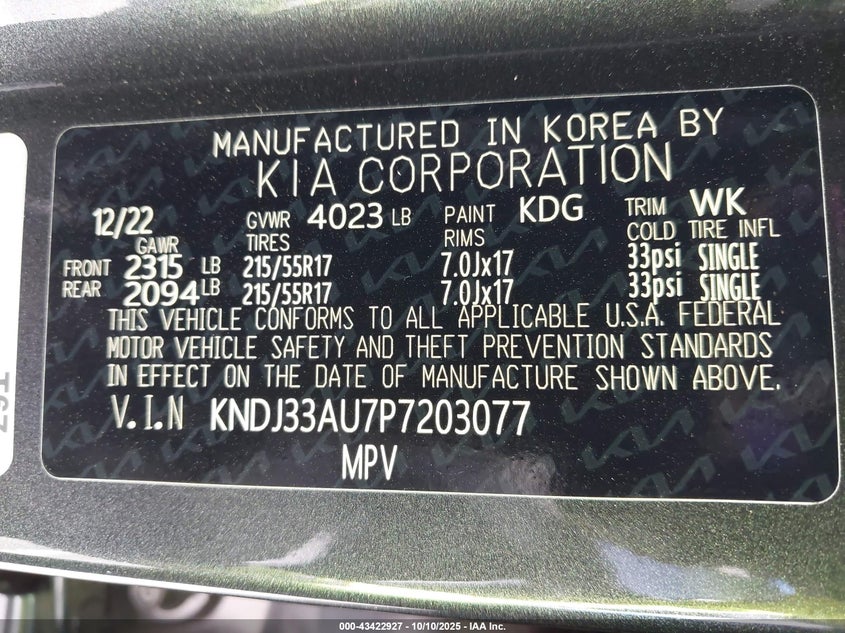 MANUFACTURED IN KOREA BY
KIA CORPORATION
12/22 GVWR 4023 LB PAINT KDG TRIM WK
GAWR TIRES RIMS COLD TIRE INFL
FRONT 2315 LB 215/55R17 7.0Jx17 33psi SINGLE
REAR 2094 LB 215/55R17 7.0Jx17 33psi SINGLE
THIS VEHICLE CONFORMS TO ALL APPLICABLE U.S.A. FEDERAL
MOTOR VEHICLE SAFETY AND THEFT PREVENTION STANDARDS
IN EFFECT ON THE DATE OF MANUFACTURE SHOWN ABOVE.
V.I.N KNDJ33AU7P7203077
MPV
000-43422927 - 10/10/2025 - IAA Inc.